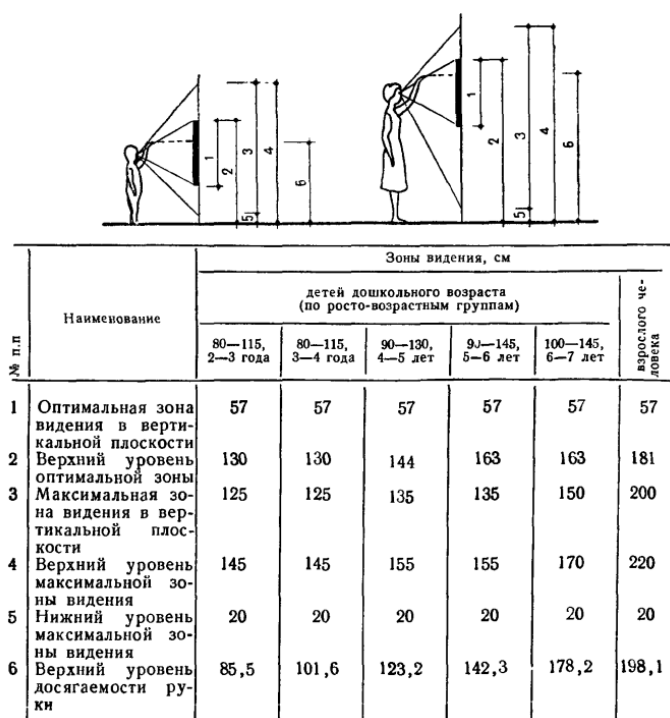 1
2
3
4
5
6
1
2
3
4
5
6
№ п.п
Наименование
Зоны видения, см
детей дошкольного возраста
(по росто-возрастным группам)
взрослого че-
ловека
80—115,
2—3 года
80—115,
3—4 года
90—130,
4—5 лет
90—145,
5—6 лет
100—145,
6—7 лет
1 Оптимальная зона 57 57 57 57 57 57
видения в верти-
кальной плоскости
2 Верхний уровень 130 130 144 163 163 181
оптимальной зоны
3 Максимальная зо- 125 125 135 135 150 200
на видения в вер-
тикальной плос-
кости
4 Верхний уровень 145 145 155 155 170 220
максимальной зо-
ны видения
5 Нижний уровень 20 20 20 20 20 20
максимальной зо-
ны видения
6 Верхний уровень 85,5 101,6 123,2 142,3 178,2 198,1
досягаемости ру-
ки